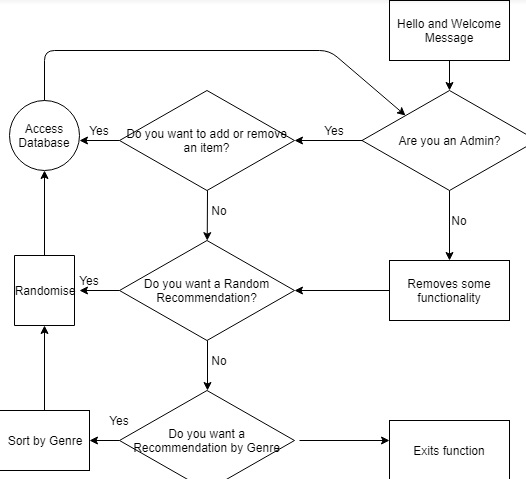 Hello and Welcome
Message
Access
Database
Yes
Do you want to add or remove
an item?
Yes
Are you an Admin?
No
No
Randomise
Yes
Do you want a Random
Recommendation?
Removes some
functionality
No
Sort by Genre
Yes
Do you want a
Recommendation by Genre
Exits function